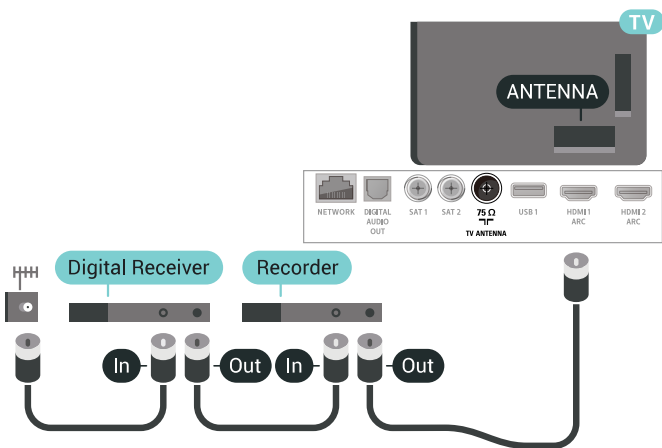 TV
ANTENNA
NETWORK
DIGITAL
AUDIO
OUT
SAT 1
SAT 2
75 Ω
TV ANTENNA
USB 1
HDMI 1
ARC
HDMI 2
ARC
Digital Receiver
Recorder
In
Out
In
Out